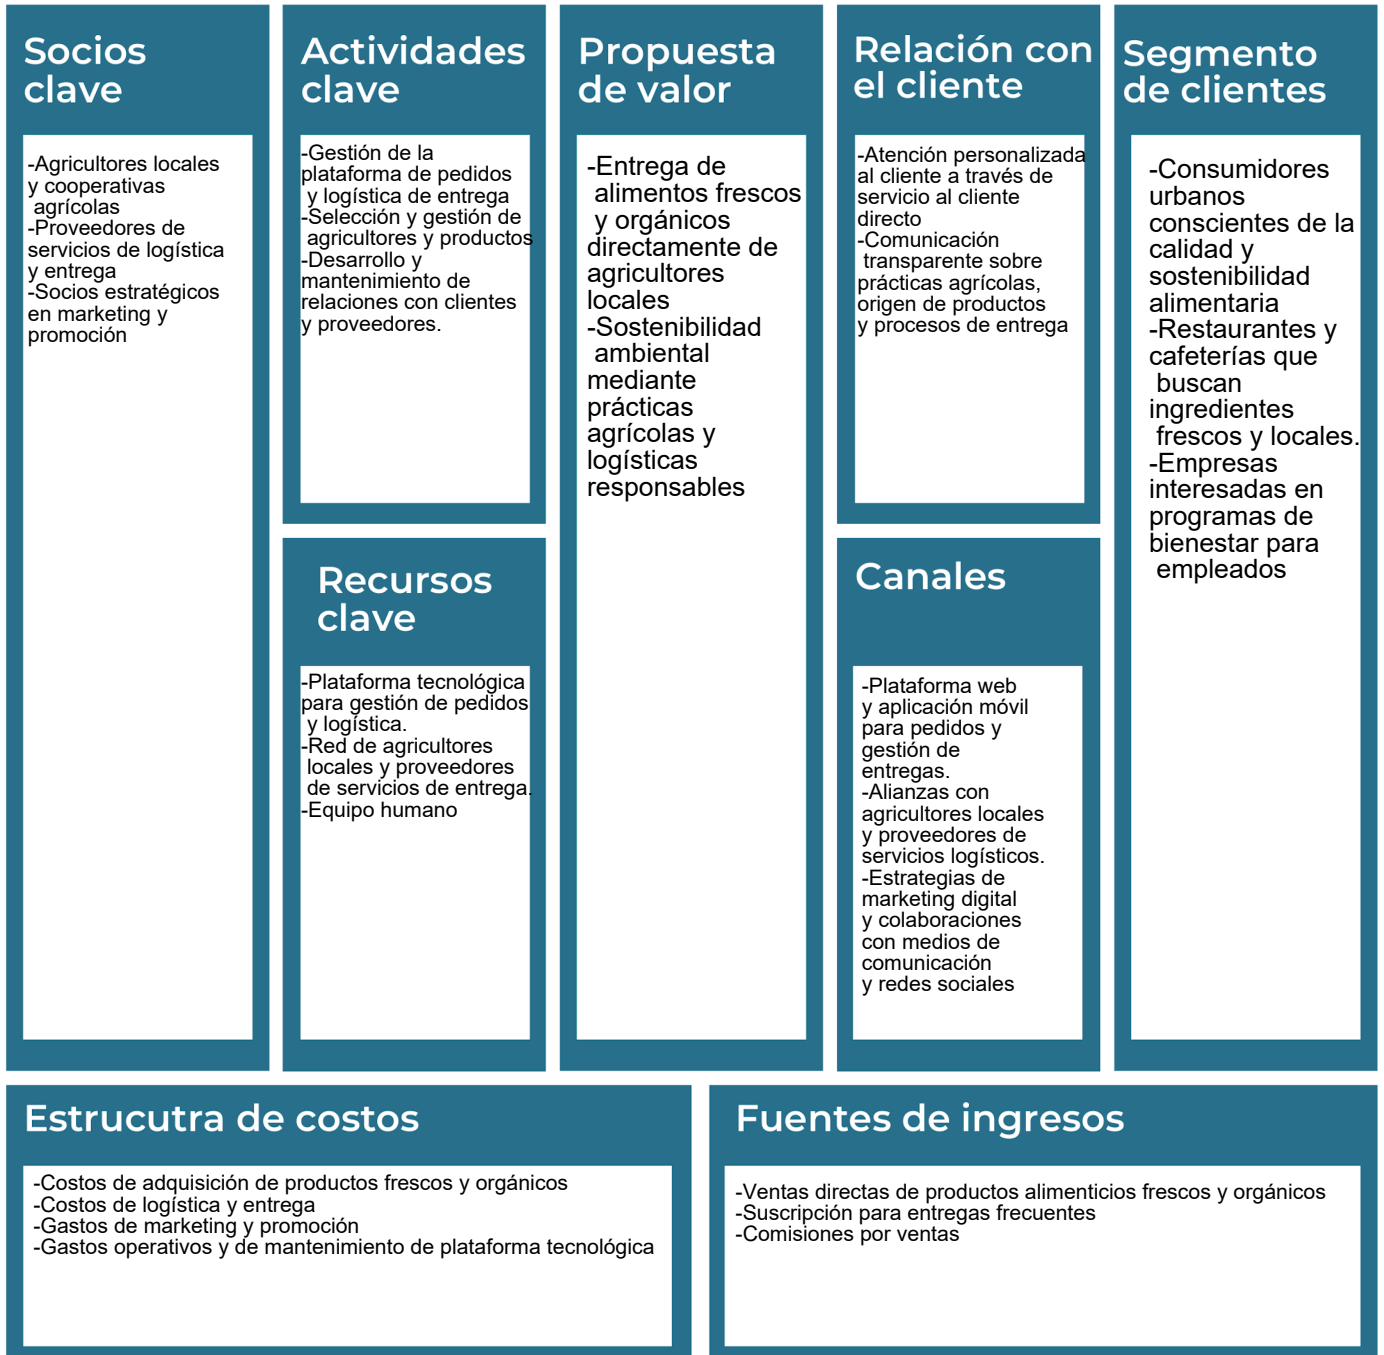 Socios
clave
-Agricultores locales
y cooperativas
agrícolas
-Proveedores de
servicios de logística
y entrega
-Socios estratégicos
en marketing y
promoción
Actividades
clave
-Gestión de la
plataforma de pedidos
y logística de entrega
-Selección y gestión de
agricultores y productos
-Desarrollo y
mantenimiento de
relaciones con clientes
y proveedores.
Recursos
clave
-Plataforma tecnológica
para gestión de pedidos
y logística.
-Red de agricultores
locales y proveedores
de servicios de entrega.
-Equipo humano
Propuesta
de valor
-Entrega de
alimentos frescos
y orgánicos
directamente de
agricultores
locales
-Sostenibilidad
ambiental
mediante
prácticas
agrícolas y
logísticas
responsables
Relación con
el cliente
-Atención personalizada
al cliente a través de
servicio al cliente
directo
-Comunicación
transparente sobre
prácticas agrícolas,
origen de productos
y procesos de entrega
Canales
-Plataforma web
y aplicación móvil
para pedidos y
gestión de
entregas.
-Alianzas con
agricultores locales
y proveedores de
servicios logísticos.
-Estrategias de
marketing digital
y colaboraciones
con medios de
comunicación
y redes sociales
Segmento
de clientes
-Consumidores
urbanos
conscientes de la
calidad y
sostenibilidad
alimentaria
-Restaurantes y
cafeterías que
buscan
ingredientes
frescos y locales.
-Empresas
interesadas en
programas de
bienestar para
empleados
Estrucutra de costos
-Costos de adquisición de productos frescos y orgánicos
-Costos de logística y entrega
-Gastos de marketing y promoción
-Gastos operativos y de mantenimiento de plataforma tecnológica
Fuentes de ingresos
-Ventas directas de productos alimenticios frescos y orgánicos
-Suscripción para entregas frecuentes
-Comisiones por ventas